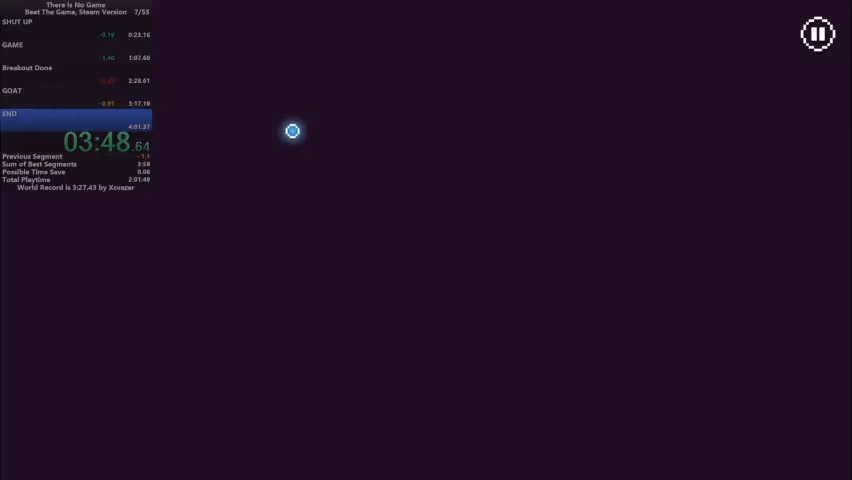 There Is No Game
Beat The Game, Steam Version 7/53
SHUT UP
-0.19 0:23.16
GAME
-1.40 1:07.60
Breakout Done
2:28.61
GOAT
-0.91 3:17.19
END
4:01.37
03:48.64
Previous Segment -1.1
Sum of Best Segments 3:58
Possible Time Save 0.06
Total Playtime 2:01:49
World Record is 3:27.43 by Xcvazer